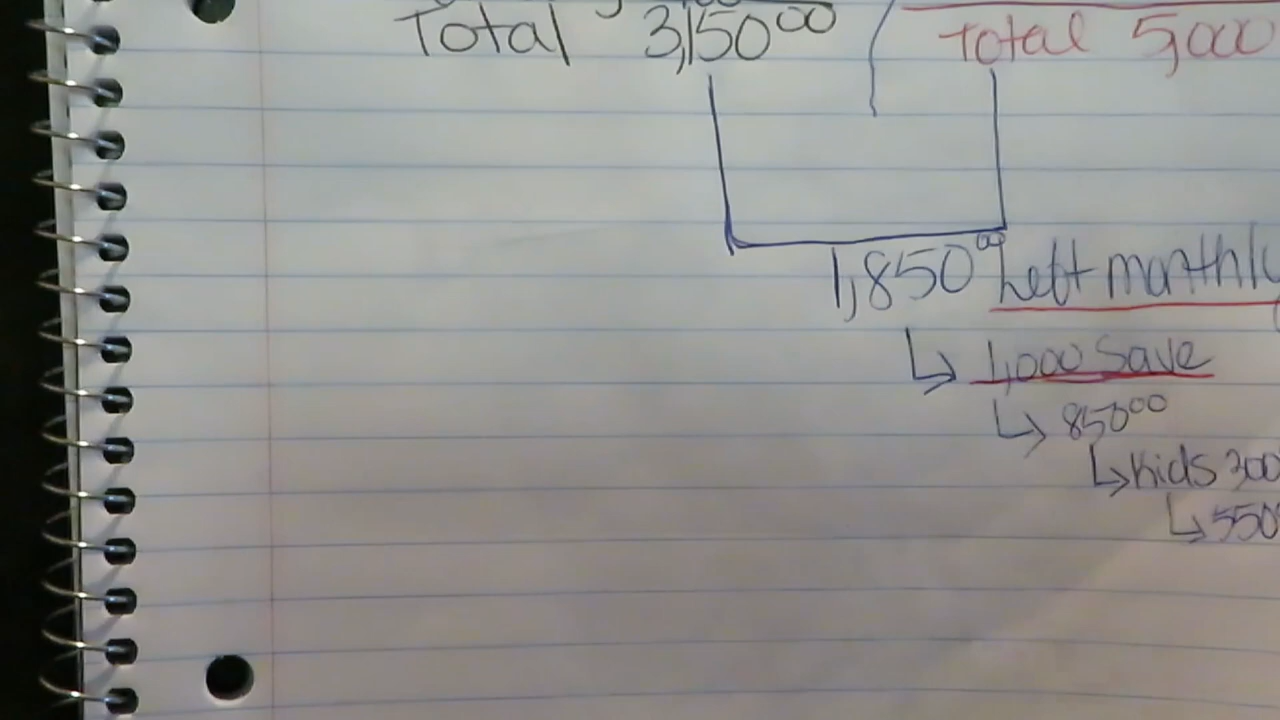 Total 3,15000 Total 5,000
1,85000 Left monthly
1,000 Save
85000
Kids 300
550